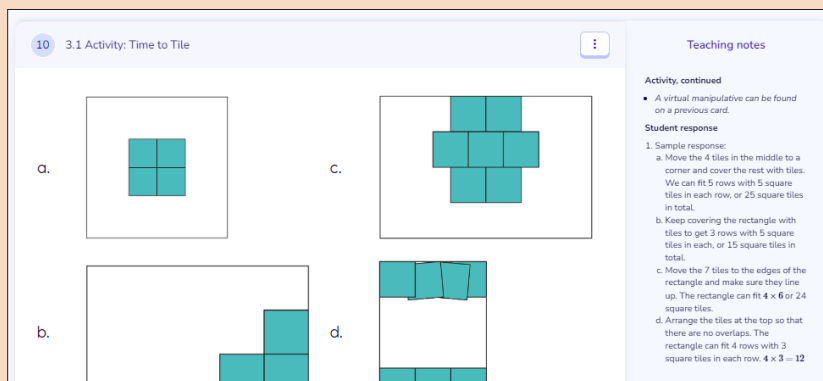 10 3.1 Activity: Time to Tile
a.
c.
b.
d.
Teaching notes
Activity, continued
• A virtual manipulative can be found
on a previous card.
Student response
1. Sample response:
a. Move the 4 tiles in the middle to a
corner and cover the rest with tiles.
We can fit 5 rows with 5 square
tiles in each row, or 25 square tiles
in total.
b. Keep covering the rectangle with
tiles to get 3 rows with 5 square
tiles in each, or 15 square tiles in
total.
c. Move the 7 tiles to the edges of the
rectangle and make sure they line
up. The rectangle can fit 4 × 6 or 24
square tiles.
d. Arrange the tiles at the top so that
there are no overlaps. The
rectangle can fit 4 rows with 3
square tiles in each row. 4 × 3 = 12